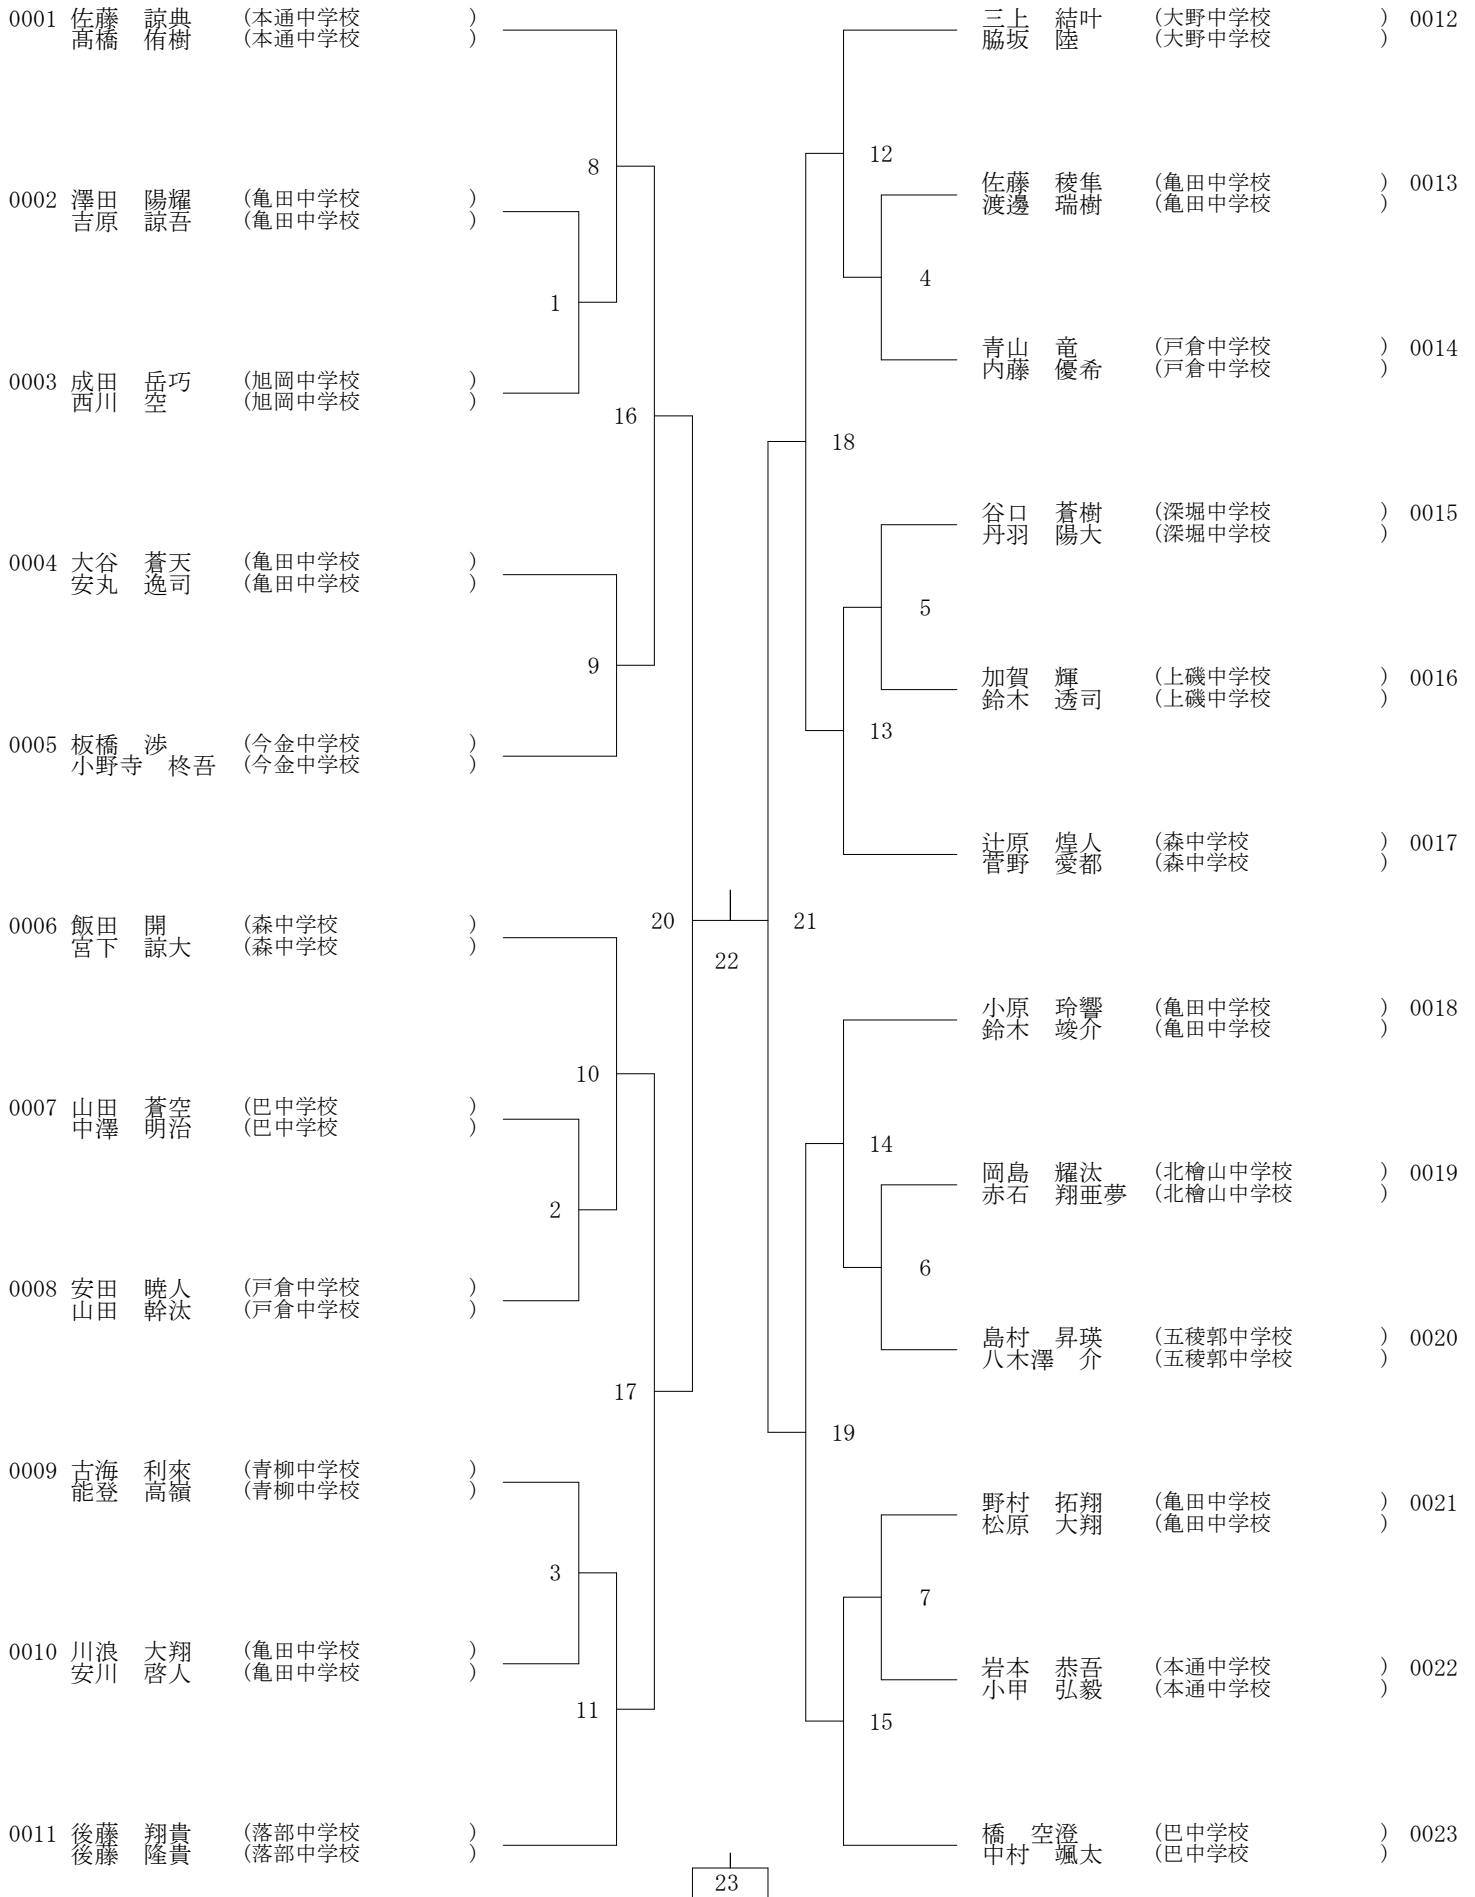 0001 佐藤　諒典 (本通中学校 )
髙橋　侑樹 (本通中学校 )
8
0002 澤田　陽耀 (亀田中学校 )
吉原　諒吾 (亀田中学校 )
1
0003 成田　岳巧 (旭岡中学校 )
西川　空 (旭岡中学校 )
16
0004 大谷　蒼天 (亀田中学校 )
安丸　逸司 (亀田中学校 )
9
0005 板橋　渉 (今金中学校 )
小野寺　柊吾 (今金中学校 )
20
0006 飯田　開 (森中学校 )
宮下　諒大 (森中学校 )
10
0007 山田　蒼空 (巴中学校 )
中澤　明治 (巴中学校 )
2
0008 安田　暁人 (戸倉中学校 )
山田　幹汰 (戸倉中学校 )
17
0009 古海　利來 (青柳中学校 )
能登　高嶺 (青柳中学校 )
3
0010 川浪　大翔 (亀田中学校 )
安川　啓人 (亀田中学校 )
11
0011 後藤　翔貴 (落部中学校 )
後藤　隆貴 (落部中学校 )
22
23
三上　結叶 (大野中学校 ) 0012
脇坂　陸 (大野中学校 )
12
佐藤　稜隼 (亀田中学校 ) 0013
渡邊　瑞樹 (亀田中学校 )
4
青山　竜 (戸倉中学校 ) 0014
内藤　優希 (戸倉中学校 )
18
谷口　蒼樹 (深堀中学校 ) 0015
丹羽　陽大 (深堀中学校 )
5
加賀　輝 (上磯中学校 ) 0016
鈴木　透司 (上磯中学校 )
13
辻原　煌人 (森中学校 ) 0017
菅野　愛都 (森中学校 )
21
小原　玲響 (亀田中学校 ) 0018
鈴木　竣介 (亀田中学校 )
14
岡島　耀汰 (北檜山中学校 ) 0019
赤石　翔亜夢 (北檜山中学校 )
6
島村　昇瑛 (五稜郭中学校 ) 0020
八木澤　介 (五稜郭中学校 )
19
野村　拓翔 (亀田中学校 ) 0021
松原　大翔 (亀田中学校 )
7
岩本　恭吾 (本通中学校 ) 0022
小甲　弘毅 (本通中学校 )
15
橋　空澄 (巴中学校 ) 0023
中村　颯太 (巴中学校 )